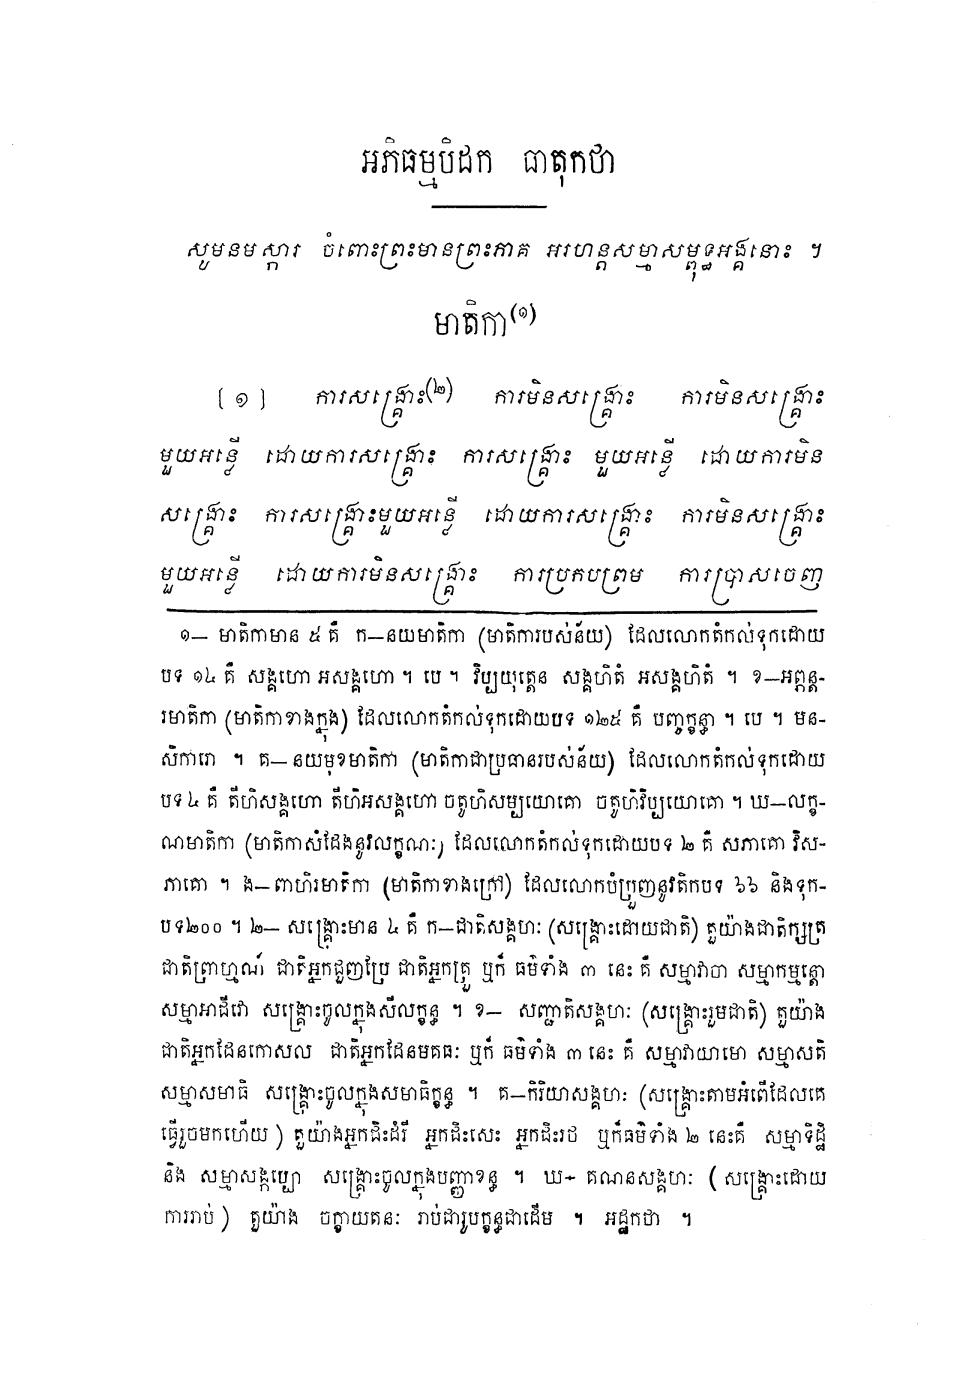 អភិធម្មបិដក ធាតុកថា
សូមនមស្ការ ចំពោះព្រះមានព្រះភាគ អរហន្តសម្មាសម្ពុទ្ធអង្គនោះ ។
មាតិកា(១)
[១] ការសង្គ្រោះ(២) ការមិនសង្គ្រោះ ការមិនសង្គ្រោះ
មួយអន្លើ ដោយការសង្គ្រោះ ការសង្គ្រោះ មួយអន្លើ ដោយការមិន
សង្គ្រោះ ការសង្គ្រោះមួយអន្លើ ដោយការសង្គ្រោះ ការមិនសង្គ្រោះ
មួយអន្លើ ដោយការមិនសង្គ្រោះ ការប្រកបព្រម ការប្រាសចេញ
១— មាតិកាមាន ៥ គឺ ក—នយមាតិកា (មាតិការបស់ន័យ) ដែលលោកតំកល់ទុកដោយ
បទ ១៤ គឺ សង្គហោ អសង្គហោ ។ បេ ។ វិប្បយុត្តេន សង្គហិតំ អសង្គហិតំ ។ ខ—អព្ភន្ត-
រមាតិកា (មាតិកាខាងក្នុង) ដែលលោកតំកល់ទុកដោយបទ ១២៥ គឺ បញ្ចក្ខន្ធា ។ បេ ។ មន-
សិការោ ។ គ—នយមុខមាតិកា (មាតិកាជាប្រធានរបស់ន័យ) ដែលលោកតំកល់ទុកដោយ
បទ ៤ គឺ តីហិសង្គហោ តីហិអសង្គហោ ចតូហិសម្បយោគោ ចតូហិវិប្បយោគោ ។ ឃ—លក្ខ-
ណមាតិកា (មាតិកាសំដែងនូវលក្ខណៈ) ដែលលោកតំកល់ទុកដោយបទ ២ គឺ សភាគោ វិស-
ភាគោ ។ ង—ពាហិរមាតិកា (មាតិកាខាងក្រៅ) ដែលលោកបំប្រួញនូវតិកបទ ៦៦ និងទុក-
បទ២០០ ។ ២— សង្គ្រោះមាន ៤ គឺ ក—ជាតិសង្គហៈ (សង្គ្រោះដោយជាតិ) តួយ៉ាងជាតិក្សត្រ
ជាតិព្រាហ្មណ៍ ជាតិអ្នកជួញប្រែ ជាតិអ្នកគ្រួ ឬក៏ ធម៌ទាំង ៣ នេះ គឺ សម្មាវាចា សម្មាកម្មន្តោ
សម្មាអាជីវោ សង្គ្រោះចូលក្នុងសីលក្ខន្ធ ។ ខ— សញ្ជាតិសង្គហៈ (សង្គ្រោះរួមជាតិ) តួយ៉ាង
ជាតិអ្នកដែនកោសល ជាតិអ្នកដែនមគធៈ ឬក៏ ធម៌ទាំង ៣ នេះ គឺ សម្មាវាយាមោ សម្មាសតិ
សម្មាសមាធិ សង្គ្រោះចូលក្នុងសមាធិក្ខន្ធ ។ គ—កិរិយាសង្គហៈ (សង្គ្រោះតាមអំពើដែលគេ
ធ្វើរួចមកហើយ) តួយ៉ាងអ្នកជិះដំរី អ្នកជិះសេះ អ្នកជិះរថ ឬក៏ធម៌ទាំង ២ នេះគឺ សម្មាទិដ្ឋិ
និង សម្មាសង្កប្បោ សង្គ្រោះចូលក្នុងបញ្ញាខន្ធ ។ ឃ— គណនសង្គហៈ (សង្គ្រោះដោយ
ការរាប់) តួយ៉ាង ចក្ខាយតនៈ រាប់ជារូបក្ខន្ធជាដើម ។ អដ្ឋកថា ។